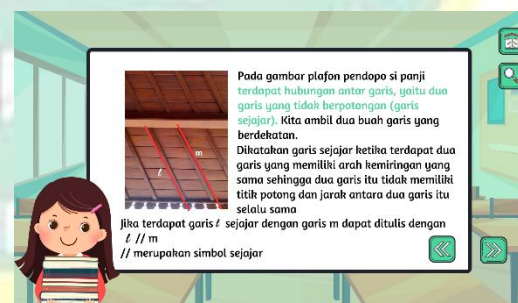 Pada gambar plafon pendopo si panji
terdapat hubungan antar garis, yaitu dua
garis yang tidak berpotongan (garis
sejajar). Kita ambil dua buah garis yang
berdekatan.
Dikatakan garis sejajar ketika terdapat dua
garis yang memiliki arah kemiringan yang
sama sehingga dua garis itu tidak memiliki
titik potong dan jarak antara dua garis itu
selalu sama
l
m
Jika terdapat garis l sejajar dengan garis m dapat ditulis dengan
l // m
// merupakan simbol sejajar